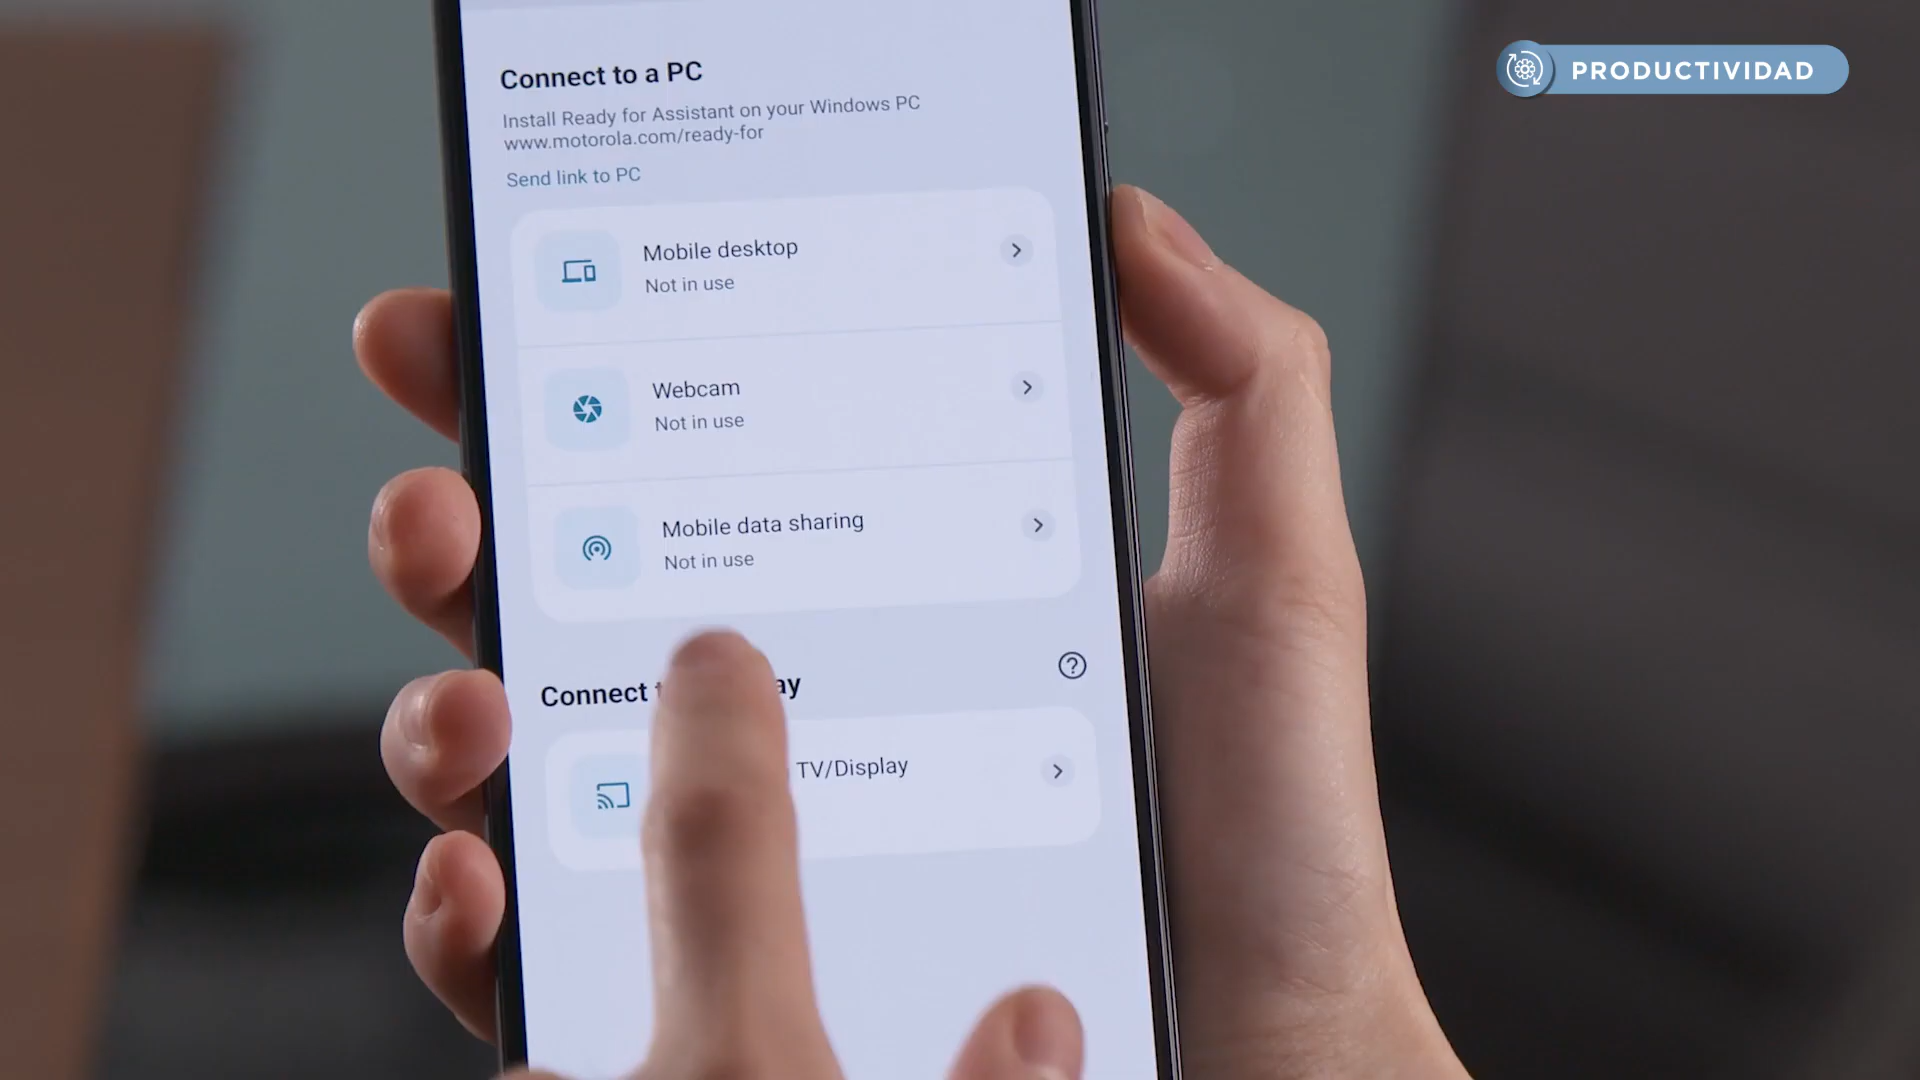 PRODUCTIVIDAD
Connect to a PC
Install Ready for Assistant on your Windows PC
www.motorola.com/ready-for
Send link to PC
Mobile desktop
Not in use
Webcam
Not in use
Mobile data sharing
Not in use
Connect
TV/Display